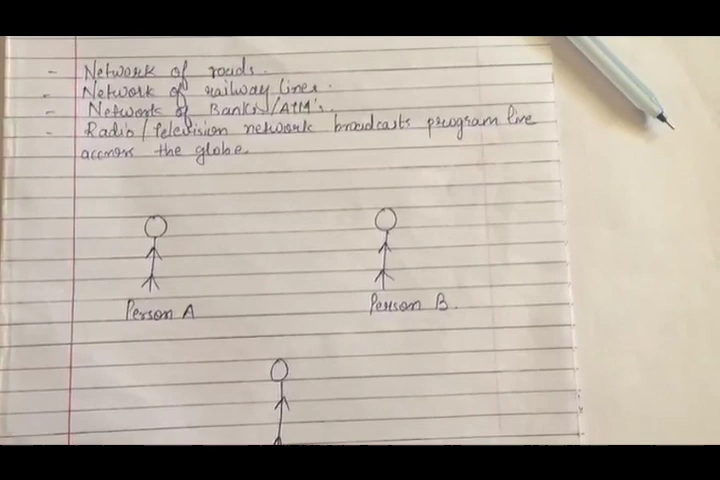 - Network of roads.
- Network of railway lines.
- Network of Banks/ATM's.
- Radio/Television network broadcasts program live
accross the globe.
Person A
Person B.